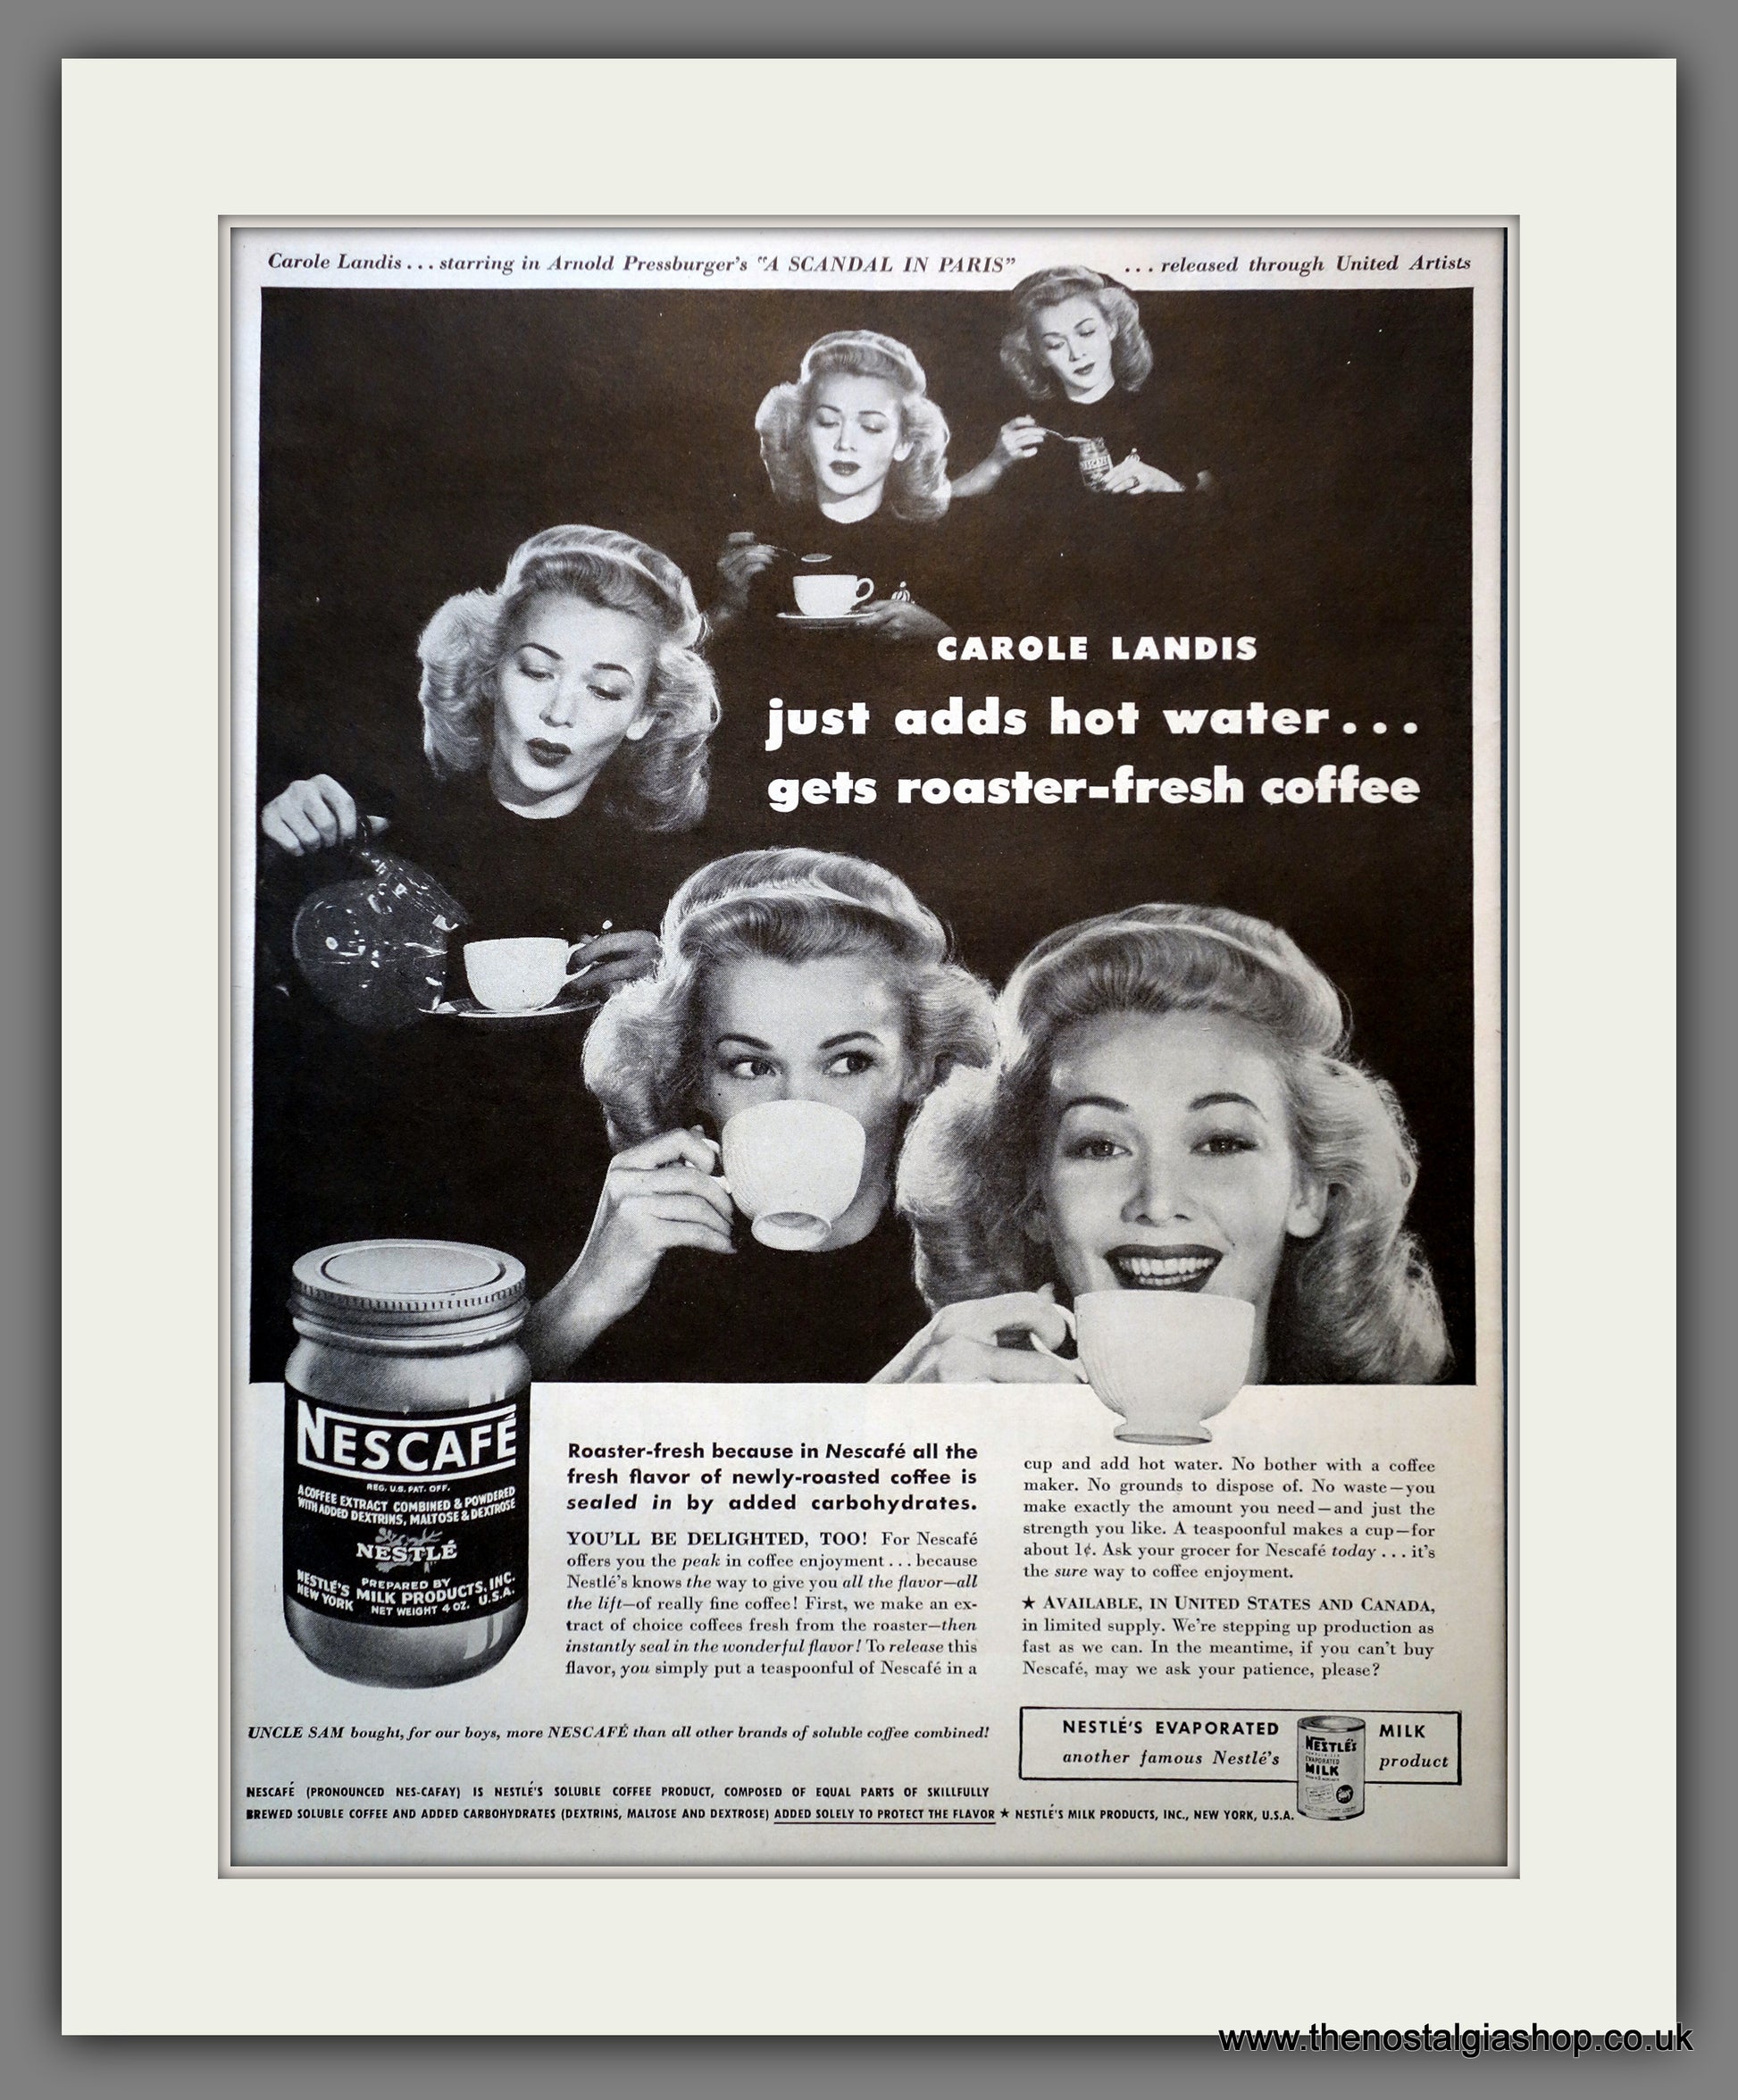 Carole Landis . . . starring in Arnold Pressburger's "A SCANDAL IN PARIS" . . . released through United Artists
CAROLE LANDIS
just adds hot water . . .
gets roaster-fresh coffee
NESCAFÉ
REG. U.S. PAT. OFF.
A COFFEE EXTRACT COMBINED & POWDERED
WITH ADDED DEXTRINS, MALTOSE & DEXTROSE
NESTLÉ
PREPARED BY
NESTLÉ'S MILK PRODUCTS, INC.
NEW YORK U.S.A.
NET WEIGHT 4 OZ.
Roaster-fresh because in Nescafé all the
fresh flavor of newly-roasted coffee is
sealed in by added carbohydrates.
YOU'LL BE DELIGHTED, TOO! For Nescafé
offers you the peak in coffee enjoyment . . . because
Nestlé's knows the way to give you all the flavor—all
the lift—of really fine coffee! First, we make an ex-
tract of choice coffees fresh from the roaster—then
instantly seal in the wonderful flavor! To release this
flavor, you simply put a teaspoonful of Nescafé in a
cup and add hot water. No bother with a coffee
maker. No grounds to dispose of. No waste—you
make exactly the amount you need—and just the
strength you like. A teaspoonful makes a cup—for
about 1¢. Ask your grocer for Nescafé today . . . it's
the sure way to coffee enjoyment.
★ AVAILABLE, IN UNITED STATES AND CANADA,
in limited supply. We're stepping up production as
fast as we can. In the meantime, if you can't buy
Nescafé, may we ask your patience, please?
UNCLE SAM bought, for our boys, more NESCAFÉ than all other brands of soluble coffee combined!
NESTLÉ'S EVAPORATED MILK
another famous Nestlé's product
NESTLÉ'S
EVAPORATED
MILK
NESCAFÉ (PRONOUNCED NES-CAFAY) IS NESTLÉ'S SOLUBLE COFFEE PRODUCT, COMPOSED OF EQUAL PARTS OF SKILLFULLY
BREWED SOLUBLE COFFEE AND ADDED CARBOHYDRATES (DEXTRINS, MALTOSE AND DEXTROSE) ADDED SOLELY TO PROTECT THE FLAVOR ★ NESTLÉ'S MILK PRODUCTS, INC., NEW YORK, U.S.A.
www.thenostalgiashop.co.uk